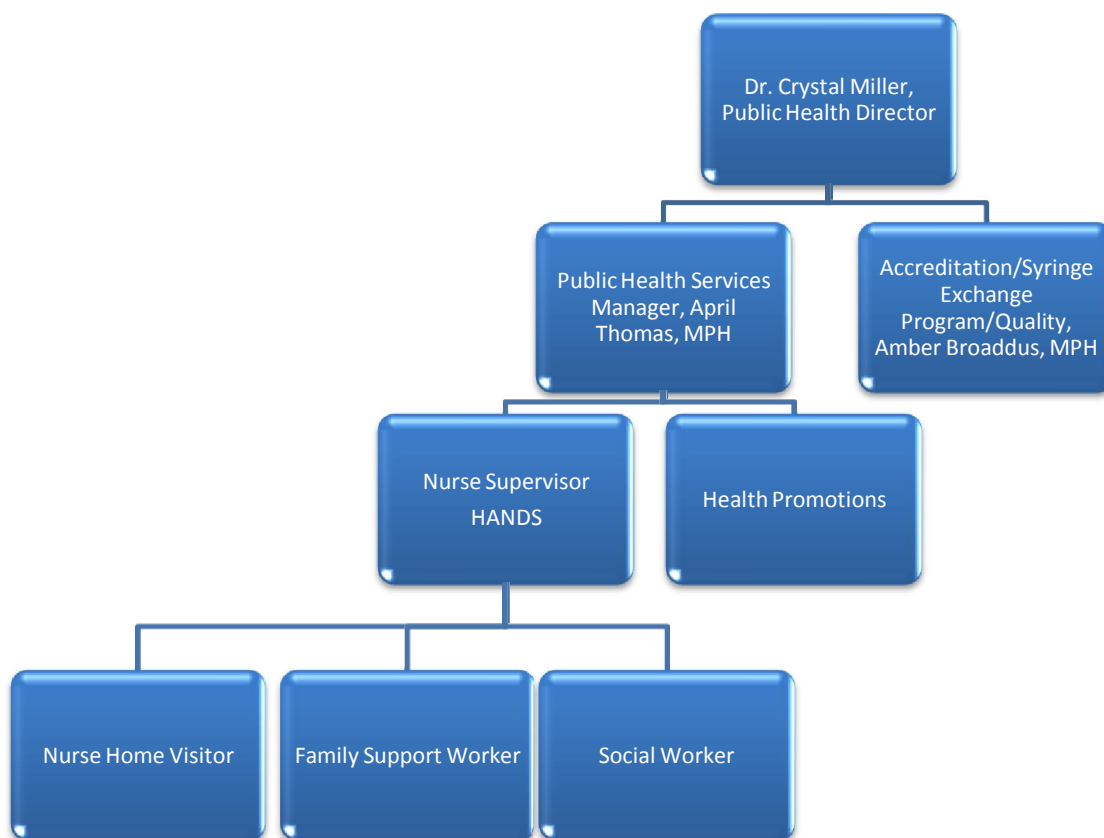 Dr. Crystal Miller,
Public Health Director
Public Health Services
Manager, April
Thomas, MPH
Accreditation/Syringe
Exchange
Program/Quality,
Amber Broaddus, MPH
Nurse Supervisor
HANDS
Health Promotions
Nurse Home Visitor
Family Support Worker
Social Worker